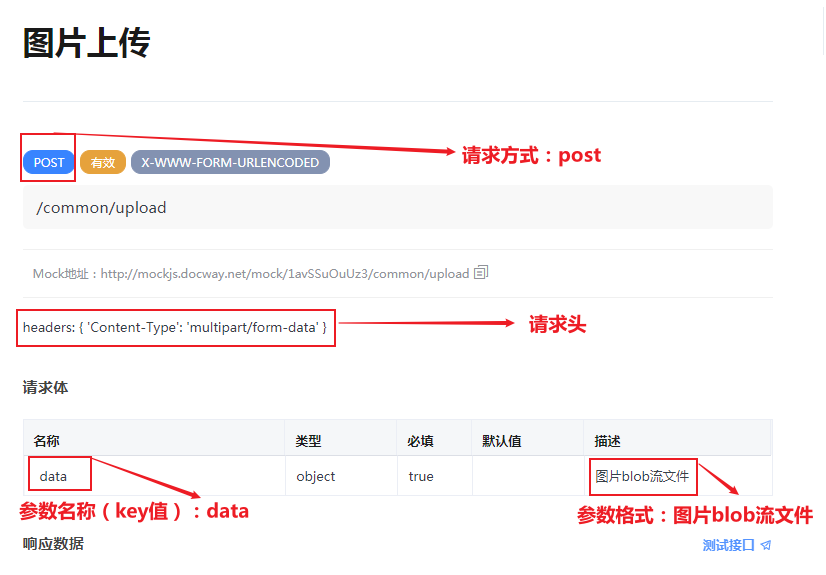 图片上传
POST 有效 X-WWW-FORM-URLENCODED 请求方式：post
/common/upload
Mock地址：http://mockjs.docway.net/mock/1avSSuOuUz3/common/upload
headers: { 'Content-Type': 'multipart/form-data' } 请求头
请求体
名称 类型 必填 默认值 描述
data object true 图片blob流文件
参数名称（key值）：data 参数格式：图片blob流文件
响应数据 测试接口